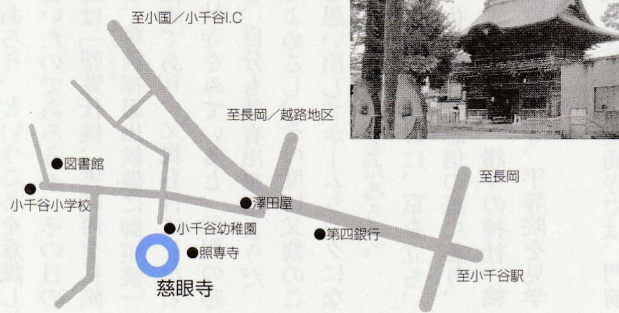 至小国／小千谷I.C
至長岡／越路地区
●図書館
小千谷小学校
●澤田屋
至長岡
●小千谷幼稚園
●第四銀行
●照専寺
至小千谷駅
慈眼寺